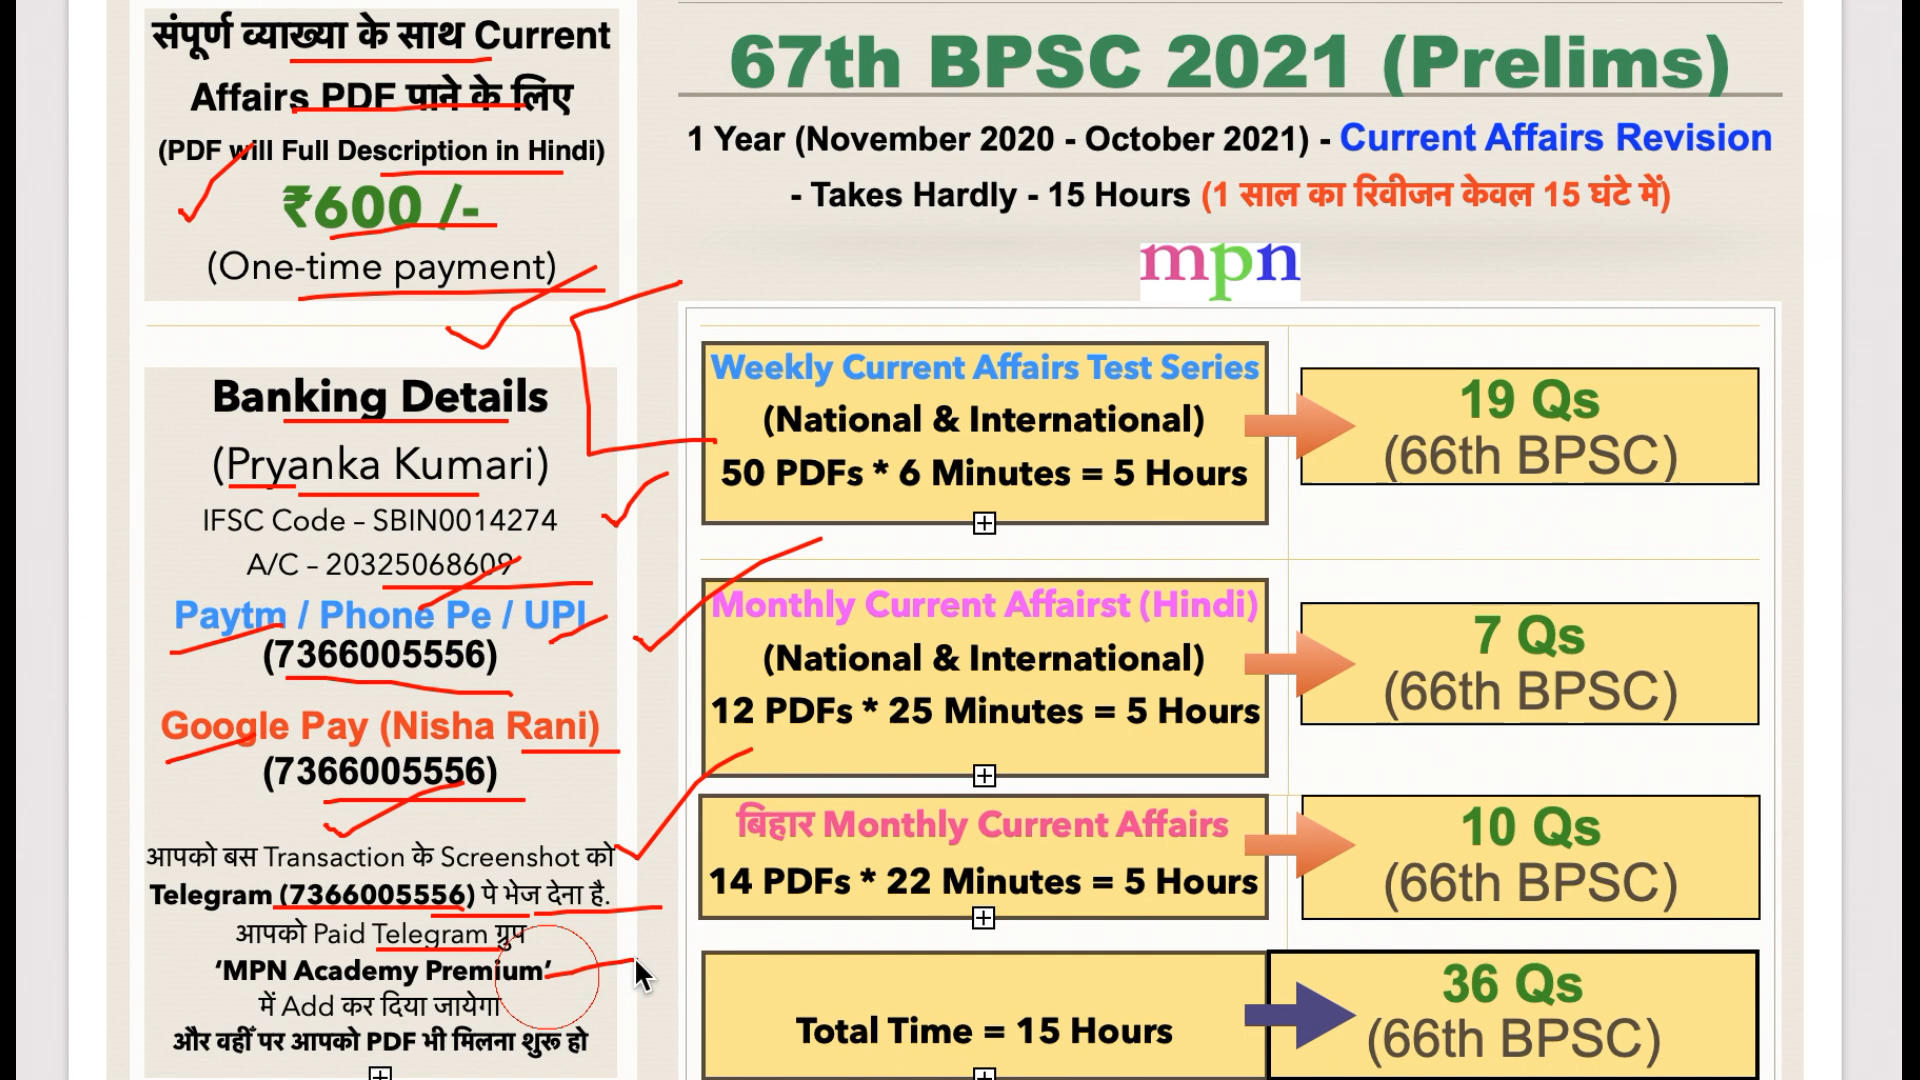 संपूर्ण व्याख्या के साथ Current
Affairs PDF पाने के लिए
(PDF will Full Description in Hindi)
₹600 /-
(One-time payment)
Banking Details
(Pryanka Kumari)
IFSC Code – SBIN0014274
A/C – 20325068609
Paytm / Phone Pe / UPI
(7366005556)
Google Pay (Nisha Rani)
(7366005556)
आपको बस Transaction के Screenshot को
Telegram (7366005556) पे भेज देना है.
आपको Paid Telegram ग्रुप
‘MPN Academy Premium’
में Add कर दिया जायेगा
और वहीँ पर आपको PDF भी मिलना शुरू हो
67th BPSC 2021 (Prelims)
1 Year (November 2020 - October 2021) - Current Affairs Revision
- Takes Hardly - 15 Hours (1 साल का रिवीजन केवल 15 घंटे में)
mpn
Weekly Current Affairs Test Series
(National & International)
50 PDFs * 6 Minutes = 5 Hours
19 Qs
(66th BPSC)
Monthly Current Affairst (Hindi)
(National & International)
12 PDFs * 25 Minutes = 5 Hours
7 Qs
(66th BPSC)
बिहार Monthly Current Affairs
14 PDFs * 22 Minutes = 5 Hours
10 Qs
(66th BPSC)
Total Time = 15 Hours
36 Qs
(66th BPSC)